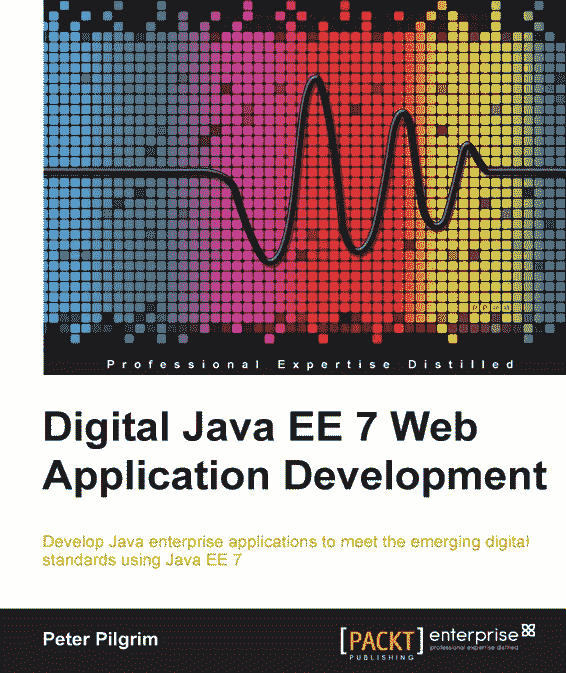 Professional Expertise Distilled
Digital Java EE 7 Web
Application Development
Develop Java enterprise applications to meet the emerging digital
standards using Java EE 7
Peter Pilgrim
[PACKT] enterprise
PUBLISHING
professional expertise distilled